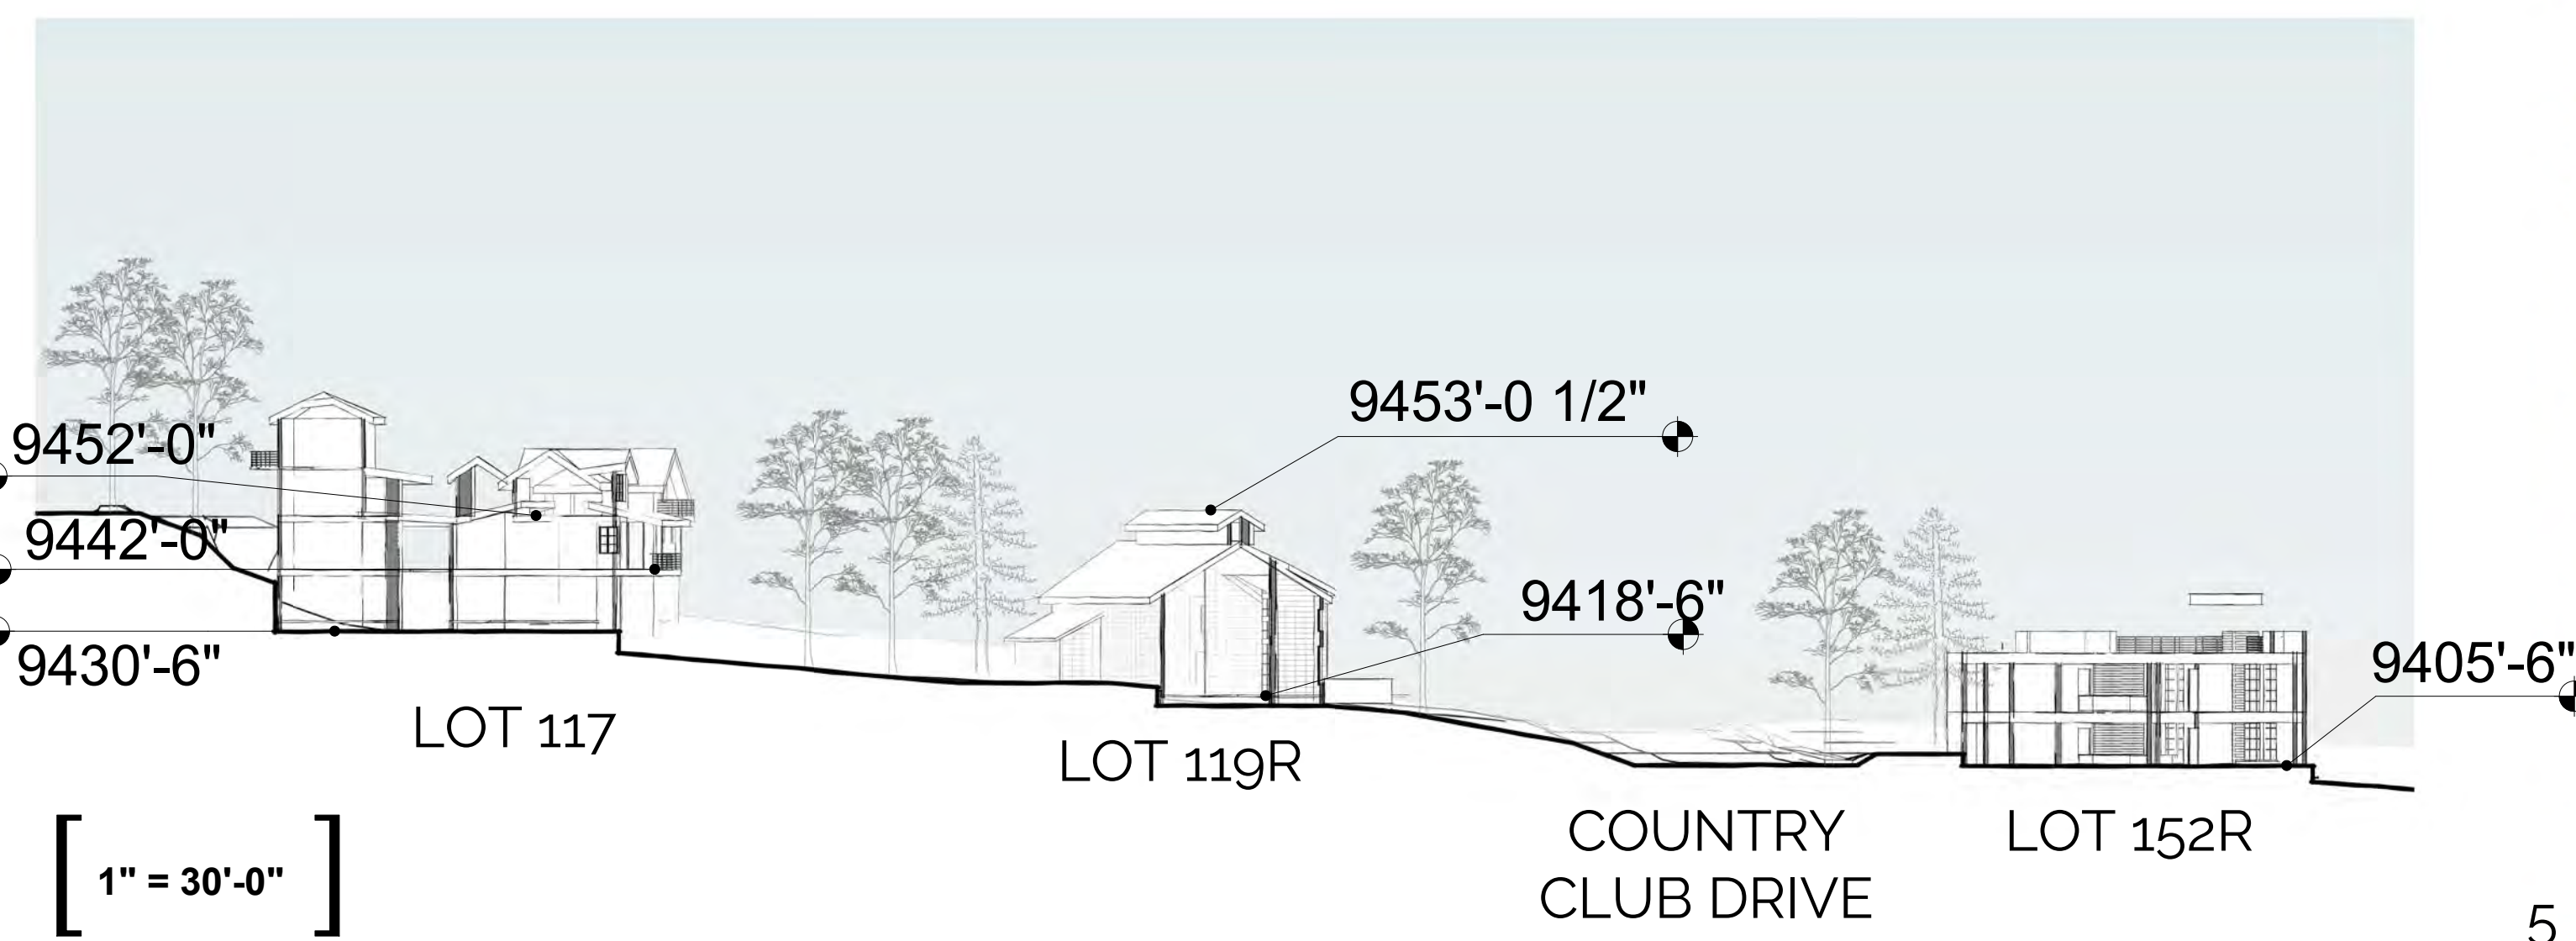 9453'-0 1/2"
9452'-0"
9442'-0"
9418'-6"
9430'-6"
9405'-6"
LOT 117
LOT 119R
COUNTRY
CLUB DRIVE
LOT 152R
1" = 30'-0"
5